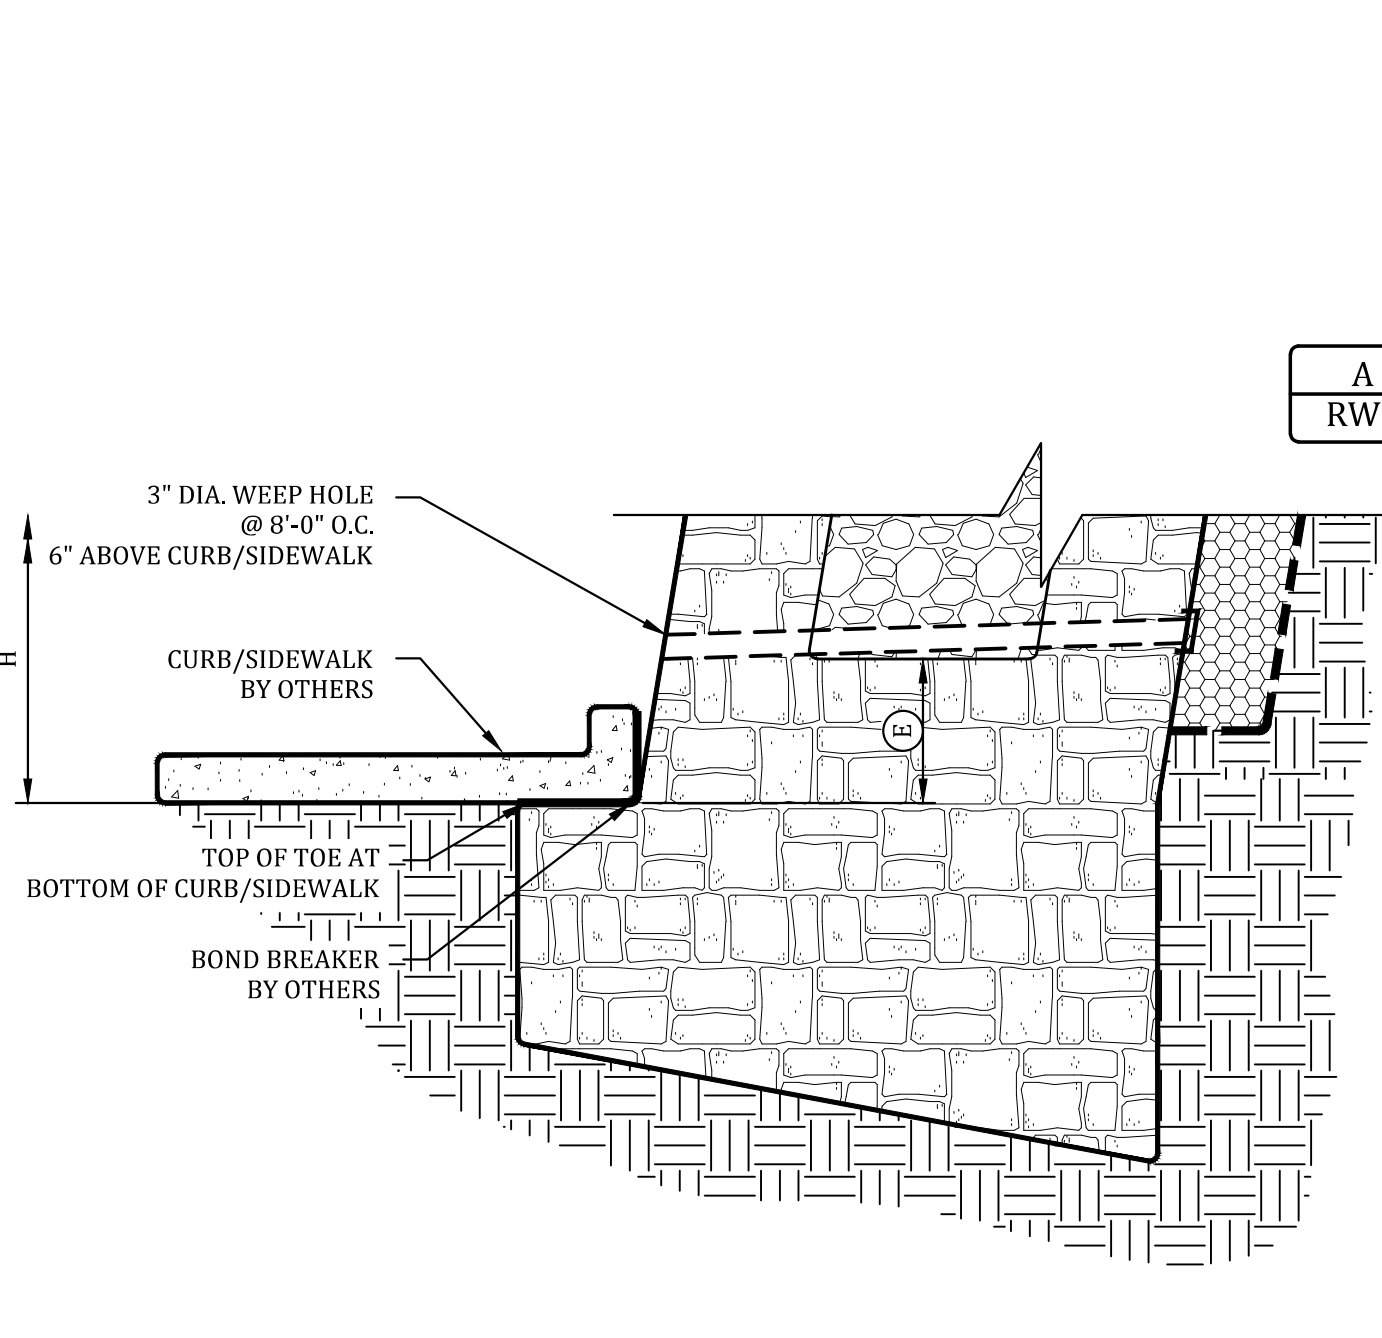 A
RW
3" DIA. WEEP HOLE
@ 8'-0" O.C.
6" ABOVE CURB/SIDEWALK
H
CURB/SIDEWALK
BY OTHERS
E
TOP OF TOE AT
BOTTOM OF CURB/SIDEWALK
BOND BREAKER
BY OTHERS